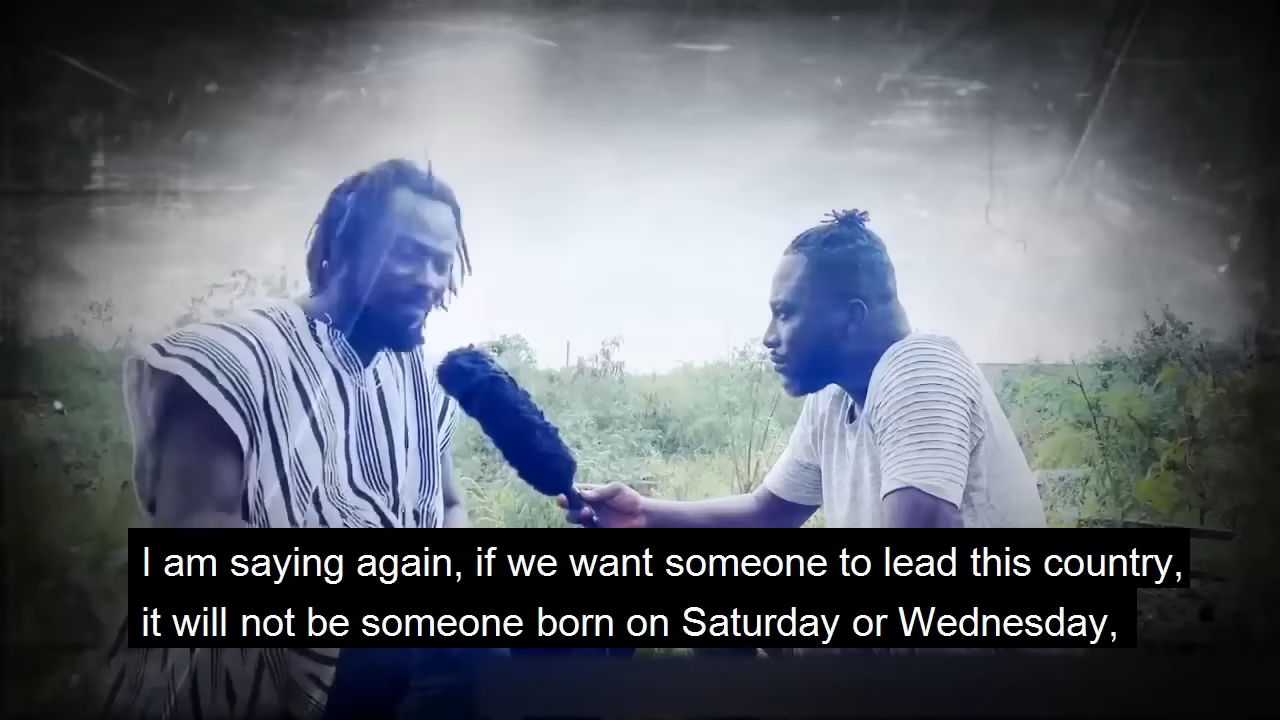 I am saying again, if we want someone to lead this country,
it will not be someone born on Saturday or Wednesday,